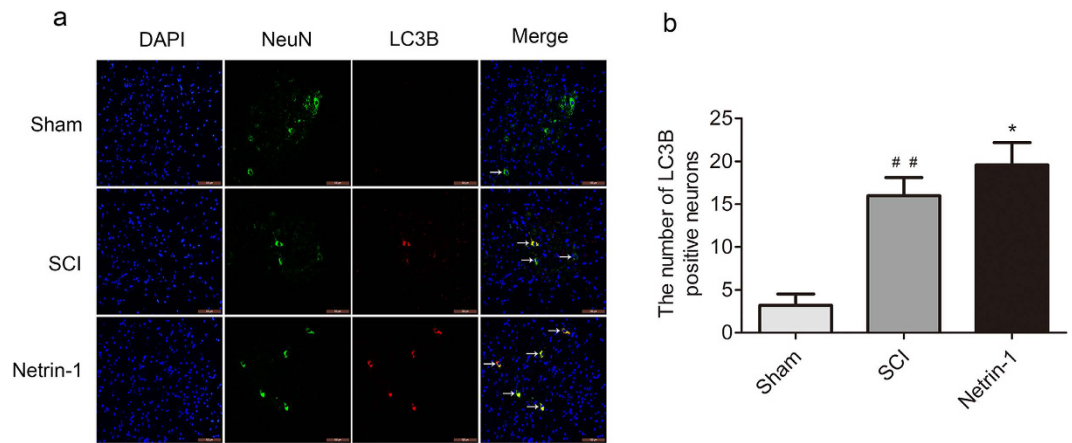 a
DAPI NeuN LC3B Merge
Sham
SCI
Netrin-1
b
The number of LC3B
positive neurons
25
20
15
10
5
0
# #
*
Sham
SCI
Netrin-1